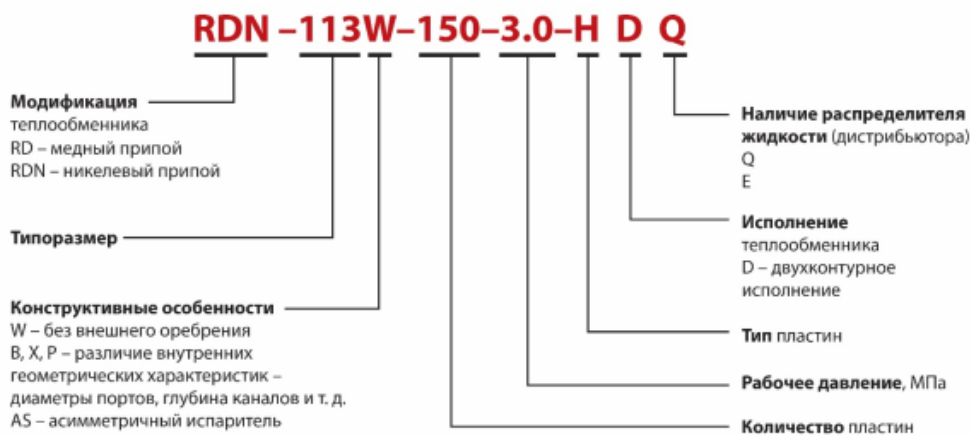 RDN –113W–150–3.0–H D Q
Модификация
теплообменника
RD – медный припой
RDN – никелевый припой
Типоразмер
Конструктивные особенности
W – без внешнего оребрения
B, X, P – различие внутренних
геометрических характеристик –
диаметры портов, глубина каналов и т. д.
AS – асимметричный испаритель
Наличие распределителя
жидкости (дистрибьютора)
Q
E
Исполнение
теплообменника
D – двухконтурное
исполнение
Тип пластин
Рабочее давление, МПа
Количество пластин